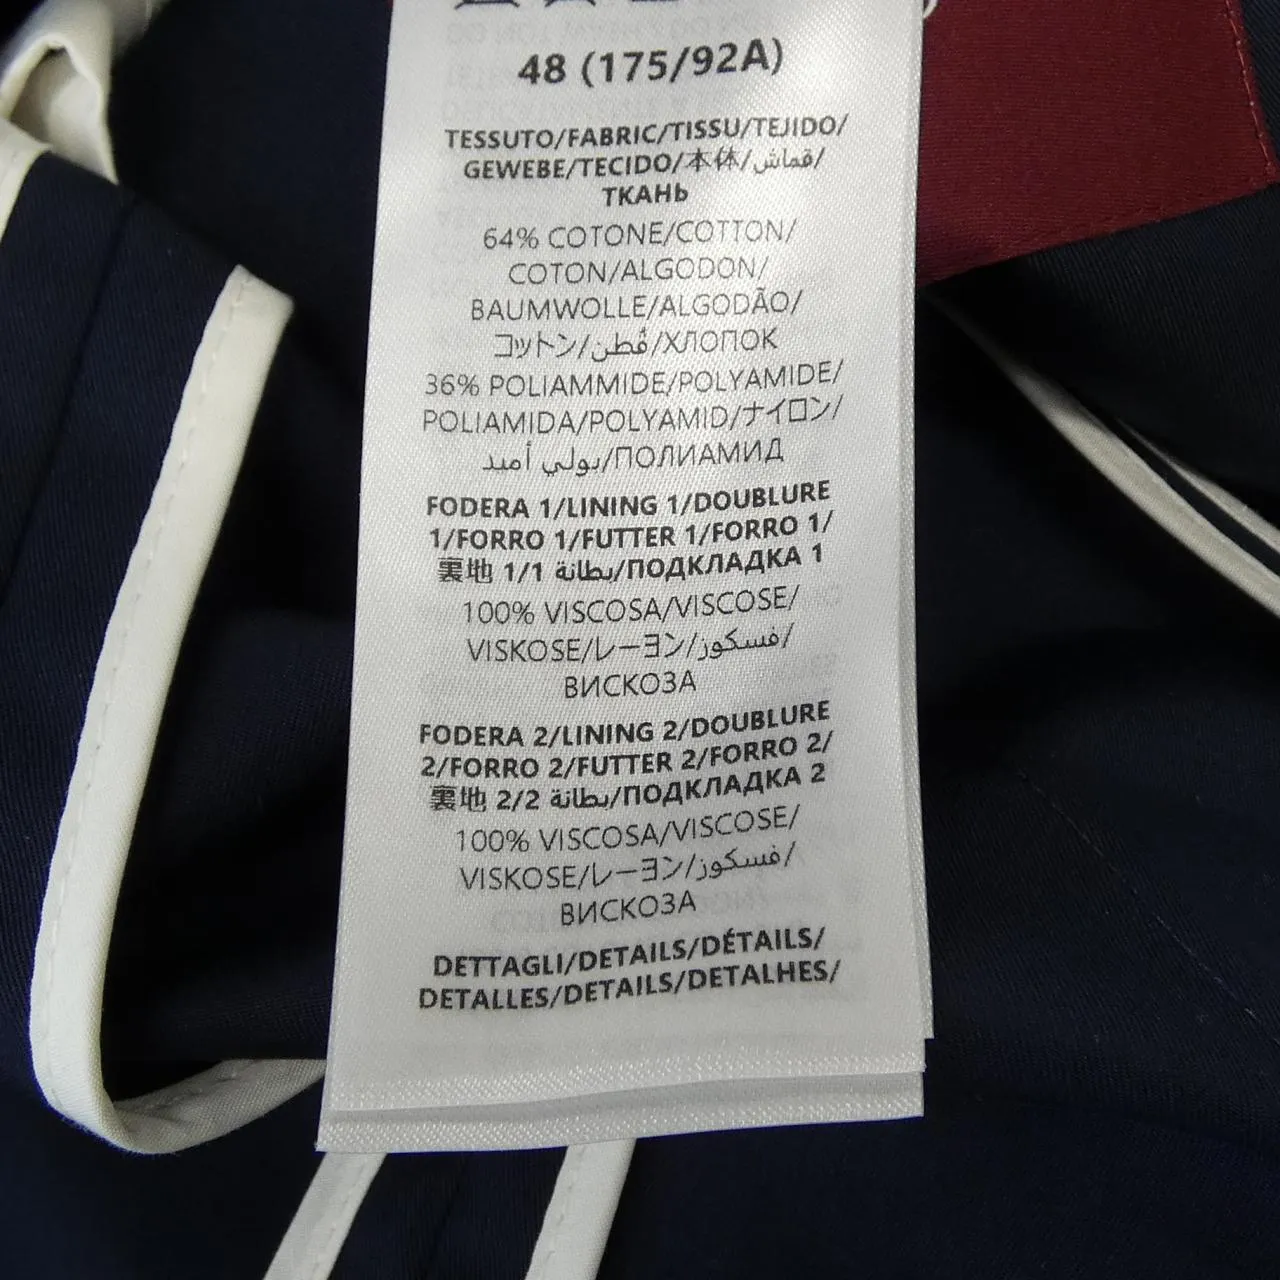 48 (175/92A)
TESSUTO/FABRIC/TISSU/TEJIDO/
GEWEBE/TECIDO/本体/قماش/
ТКАНЬ
64% COTONE/COTTON/
COTON/ALGODON/
BAUMWOLLE/ALGODÃO/
コットン/قُطن/ХЛОПОК
36% POLIAMMIDE/POLYAMIDE/
POLIAMIDA/POLYAMID/ナイロン/
بولي أميد/ПОЛИАМИД
FODERA 1/LINING 1/DOUBLURE
1/FORRO 1/FUTTER 1/FORRO 1/
裏地 1/1 بطانة/ПОДКЛАДКА 1
100% VISCOSA/VISCOSE/
VISKOSE/レーヨン/فسكوز/
ВИСКОЗА
FODERA 2/LINING 2/DOUBLURE
2/FORRO 2/FUTTER 2/FORRO 2/
裏地 2/2 بطانة/ПОДКЛАДКА 2
100% VISCOSA/VISCOSE/
VISKOSE/レーヨン/فسكوز/
ВИСКОЗА
DETTAGLI/DETAILS/DÉTAILS/
DETALLES/DETAILS/DETALHES/